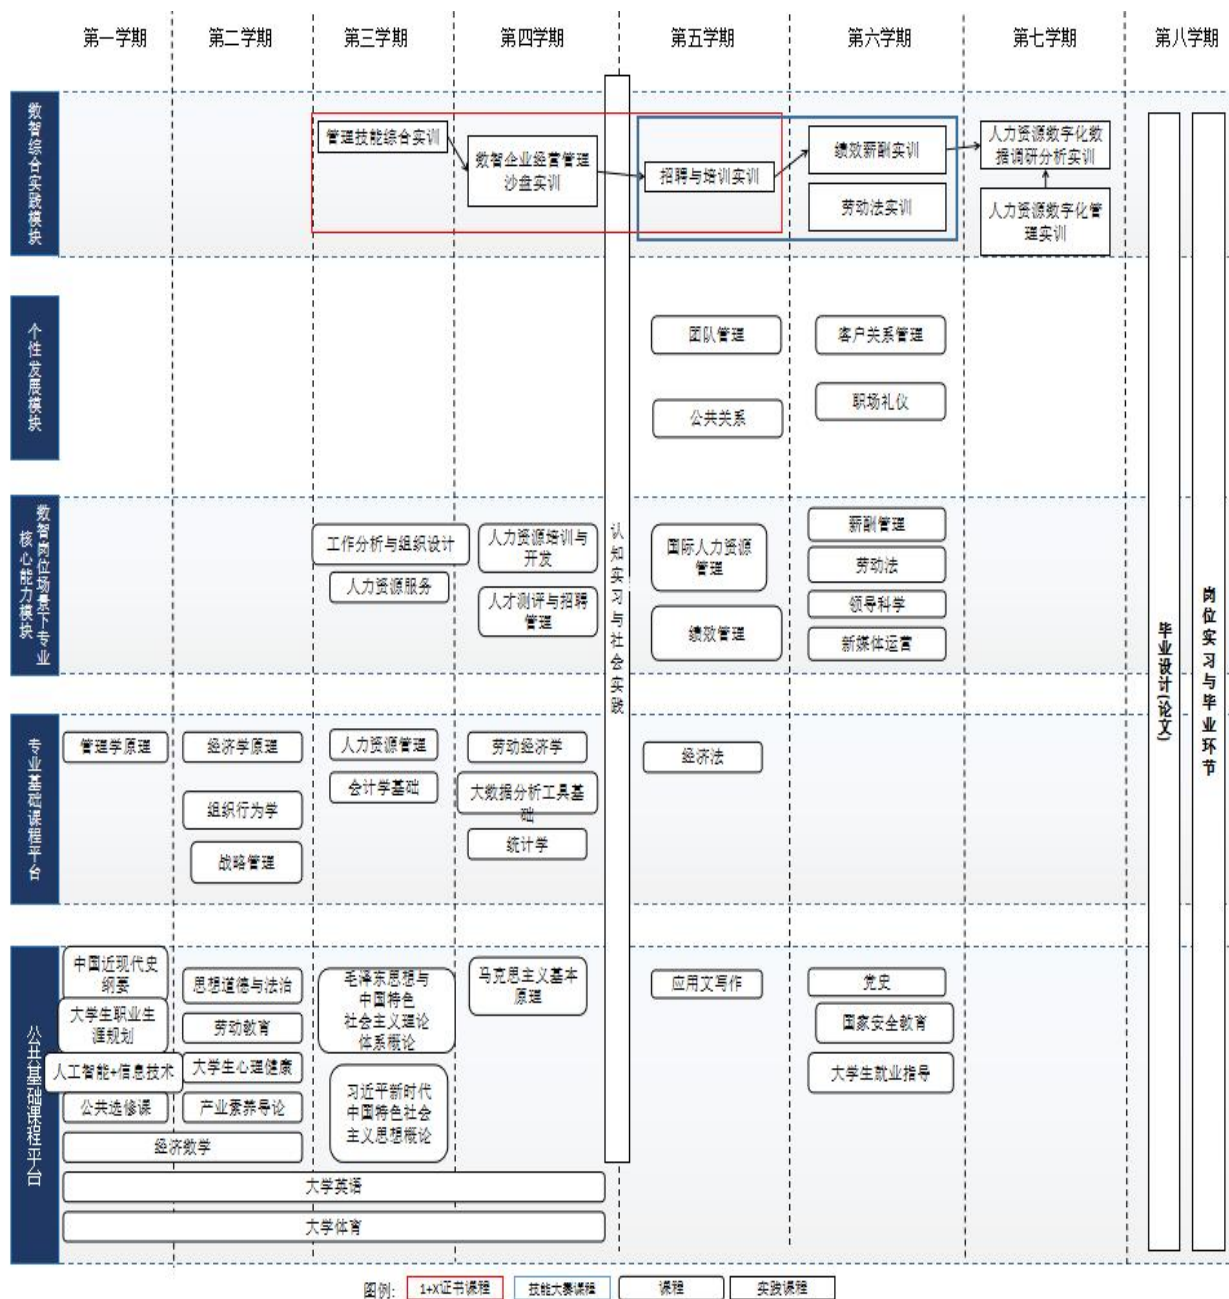 第一学期
第二学期
第三学期
第四学期
第五学期
第六学期
第七学期
第八学期
数智综合实践模块
管理技能综合实训
数智企业经营管理
沙盘实训
招聘与培训实训
绩效薪酬实训
劳动法实训
人力资源数字化数
据调研分析实训
人力资源数字化管
理实训
个性发展模块
团队管理
客户关系管理
公共关系
职场礼仪
数智岗位场景下专业
核心能力模块
工作分析与组织设计
人力资源服务
人力资源培训与
开发
人才测评与招聘
管理
国际人力资源
管理
绩效管理
薪酬管理
劳动法
领导科学
新媒体运营
认知实习与社会实践
毕业设计(论文)
岗位实习与毕业环节
专业基础课程平台
管理学原理
经济学原理
组织行为学
战略管理
人力资源管理
会计学基础
劳动经济学
大数据分析工具基
础
统计学
经济法
公共基础课程平台
中国近现代史
纲要
大学生职业生
涯规划
人工智能+信息技术
公共选修课
思想道德与法治
劳动教育
大学生心理健康
产业素养导论
经济数学
毛泽东思想与
中国特色
社会主义理论
体系概论
习近平新时代
中国特色社会
主义思想概论
马克思主义基本
原理
应用文写作
党史
国家安全教育
大学生就业指导
大学英语
大学体育
图例:
1+X证书课程
技能大赛课程
课程
实践课程